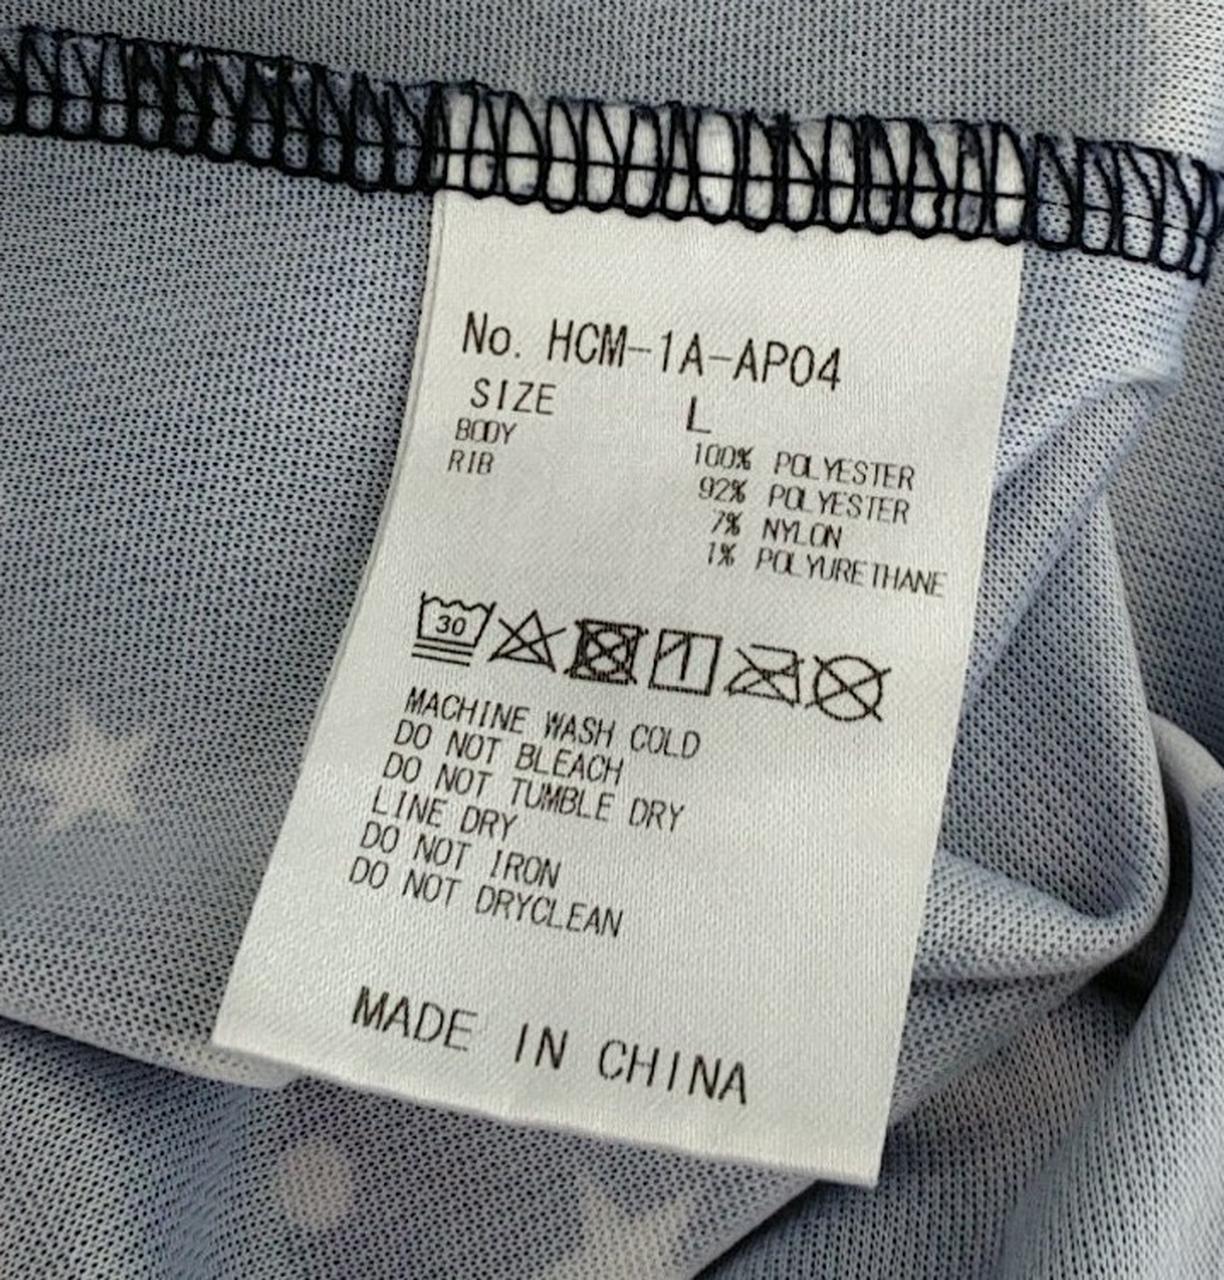 No. HCM-1A-AP04
SIZE L
BODY 100% POLYESTER
RIB 92% POLYESTER
7% NYLON
1% POLYURETHANE
30
MACHINE WASH COLD
DO NOT BLEACH
DO NOT TUMBLE DRY
LINE DRY
DO NOT IRON
DO NOT DRYCLEAN
MADE IN CHINA